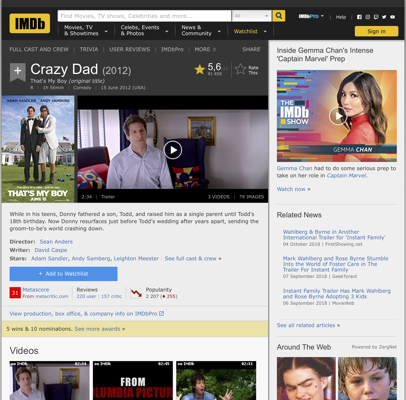 IMDb
Find Movies, TV shows, Celebrities and more...
All
IMDbPro
Help
Movies, TV & Showtimes
Celebs, Events & Photos
News & Community
Watchlist
Sign in
FULL CAST AND CREW | TRIVIA | USER REVIEWS | IMDbPro | MORE
SHARE
Crazy Dad (2012)
That's My Boy (original title)
R | 1h 56min | Comedy | 15 June 2012 (USA)
5,6
Rate This
ADAM SANDLER ANDY SAMBERG
THAT'S MY BOY
JUNE 15
2:34 | Trailer
3 VIDEOS | 79 IMAGES
While in his teens, Donny fathered a son, Todd, and raised him as a single parent until Todd's
18th birthday. Now Donny resurfaces just before Todd's wedding after years apart, sending the
groom-to-be's world crashing down.
Director: Sean Anders
Writer: David Caspe
Stars: Adam Sandler, Andy Samberg, Leighton Meester | See full cast & crew »
+ Add to Watchlist
31
Metascore
From metacritic.com
Reviews
220 user | 157 critic
Popularity
2 207 (255)
View production, box office, & company info on IMDbPro
5 wins & 10 nominations. See more awards »
Videos
02:34
02:31
FROM
LUMBIA PICTU
Inside Gemma Chan's Intense
'Captain Marvel' Prep
THE
IMDb
SHOW
GEMMA CHAN
Gemma Chan had to do some serious prep to
take on her role in Captain Marvel.
Watch now »
Related News
Wahlberg & Byrne in Another
International Trailer for 'Instant Family'
04 October 2018 | FirstShowing.net
Mark Wahlberg and Rose Byrne Stumble
Into the World of Foster Care in The
Trailer For Instant Family
07 September 2018 | GeekTyrant
Instant Family Trailer Has Mark Wahlberg
and Rose Byrne Adopting 3 Kids
06 September 2018 | MovieWeb
See all related articles »
Around The Web
Powered by ZergNet